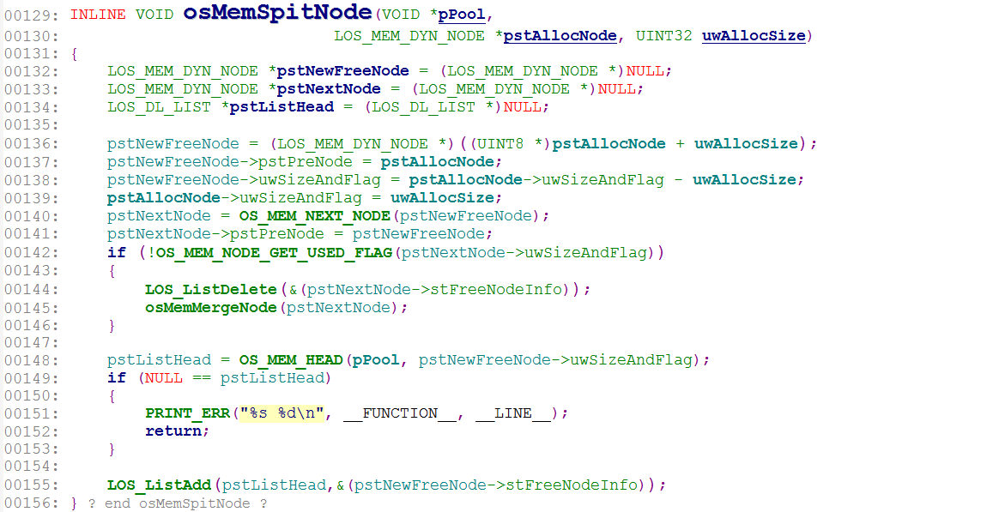 00129: INLINE VOID osMemSpitNode(VOID *pPool,
00130:                             LOS_MEM_DYN_NODE *pstAllocNode, UINT32 uwAllocSize)
00131: {
00132:     LOS_MEM_DYN_NODE *pstNewFreeNode = (LOS_MEM_DYN_NODE *)NULL;
00133:     LOS_MEM_DYN_NODE *pstNextNode = (LOS_MEM_DYN_NODE *)NULL;
00134:     LOS_DL_LIST *pstListHead = (LOS_DL_LIST *)NULL;
00135:
00136:     pstNewFreeNode = (LOS_MEM_DYN_NODE *)((UINT8 *)pstAllocNode + uwAllocSize);
00137:     pstNewFreeNode->pstPreNode = pstAllocNode;
00138:     pstNewFreeNode->uwSizeAndFlag = pstAllocNode->uwSizeAndFlag - uwAllocSize;
00139:     pstAllocNode->uwSizeAndFlag = uwAllocSize;
00140:     pstNextNode = OS_MEM_NEXT_NODE(pstNewFreeNode);
00141:     pstNextNode->pstPreNode = pstNewFreeNode;
00142:     if (!OS_MEM_NODE_GET_USED_FLAG(pstNextNode->uwSizeAndFlag))
00143:     {
00144:         LOS_ListDelete(&(pstNextNode->stFreeNodeInfo));
00145:         osMemMergeNode(pstNextNode);
00146:     }
00147:
00148:     pstListHead = OS_MEM_HEAD(pPool, pstNewFreeNode->uwSizeAndFlag);
00149:     if (NULL == pstListHead)
00150:     {
00151:         PRINT_ERR("%s %d\n", __FUNCTION__, __LINE__);
00152:         return;
00153:     }
00154:
00155:     LOS_ListAdd(pstListHead,&(pstNewFreeNode->stFreeNodeInfo));
00156: } ? end osMemSpitNode ?